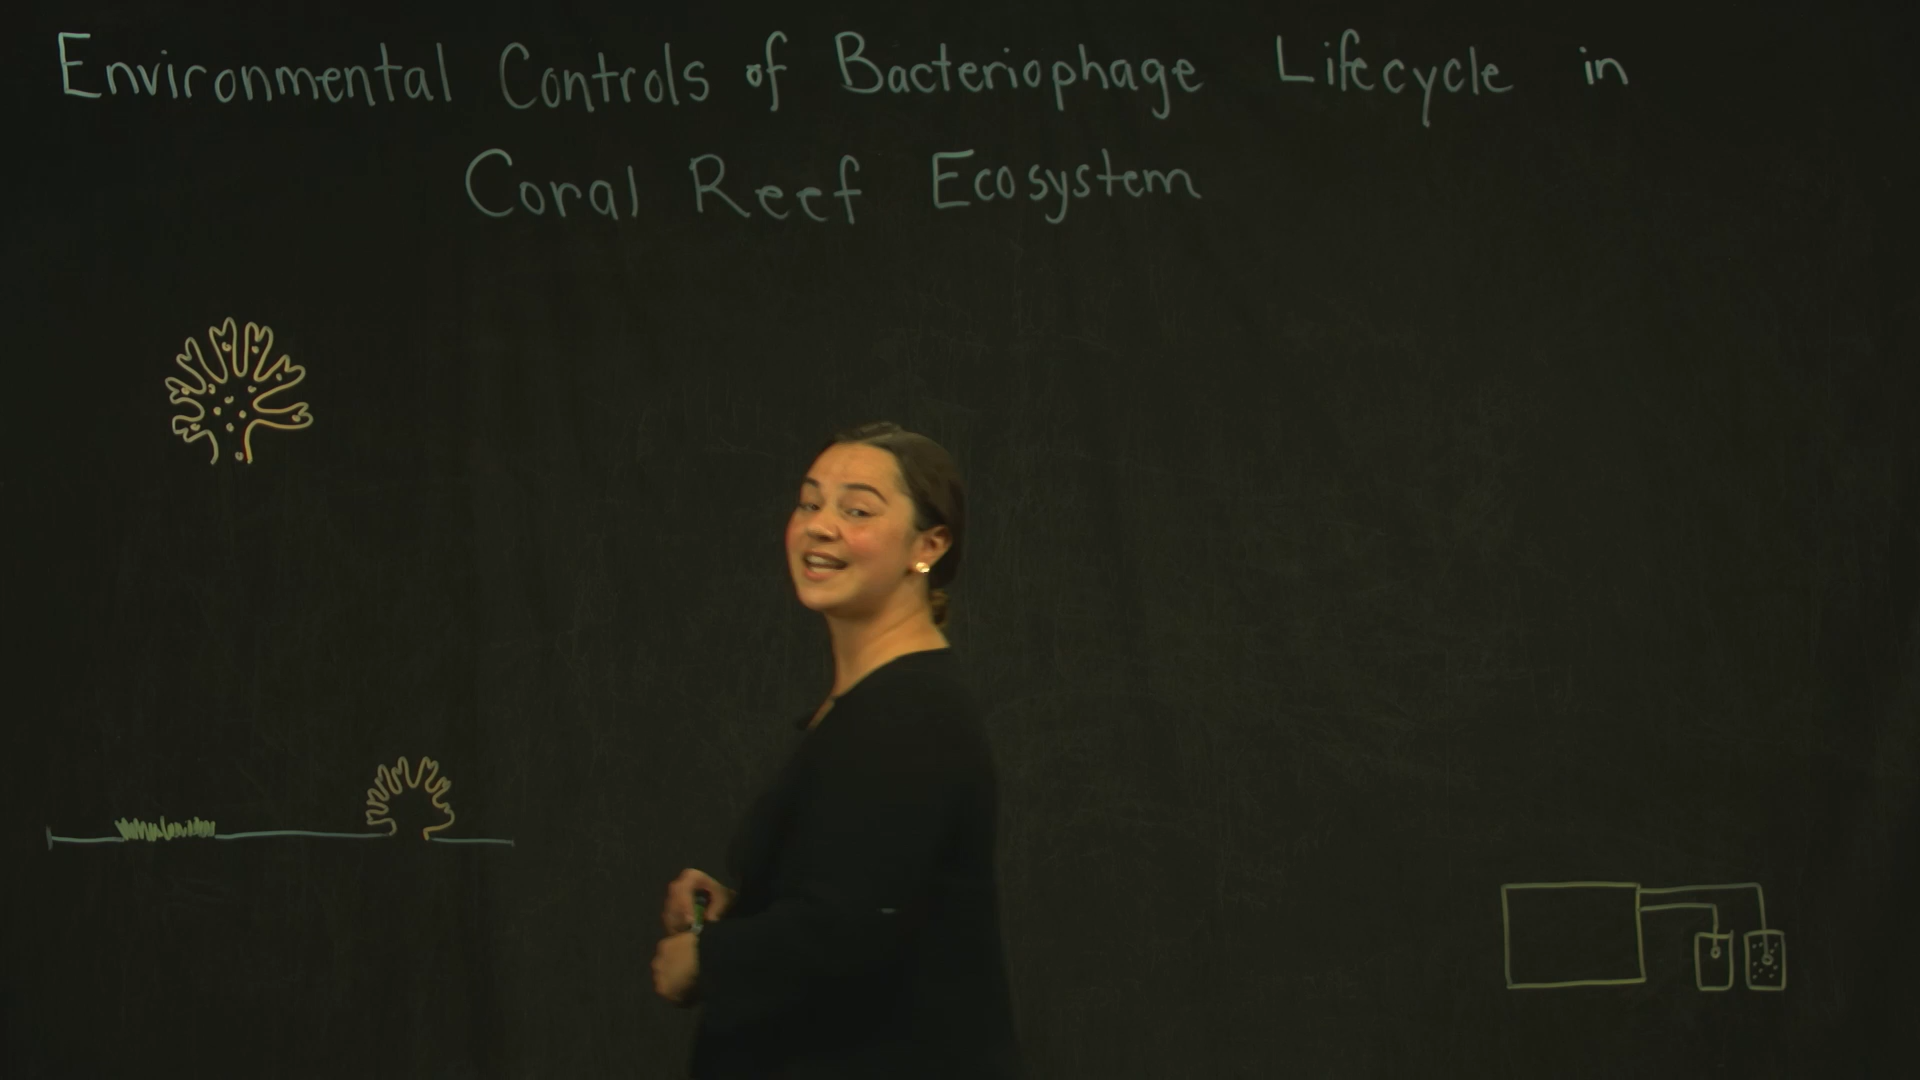 Environmental Controls of Bacteriophage Lifecycle in
Coral Reef Ecosystem